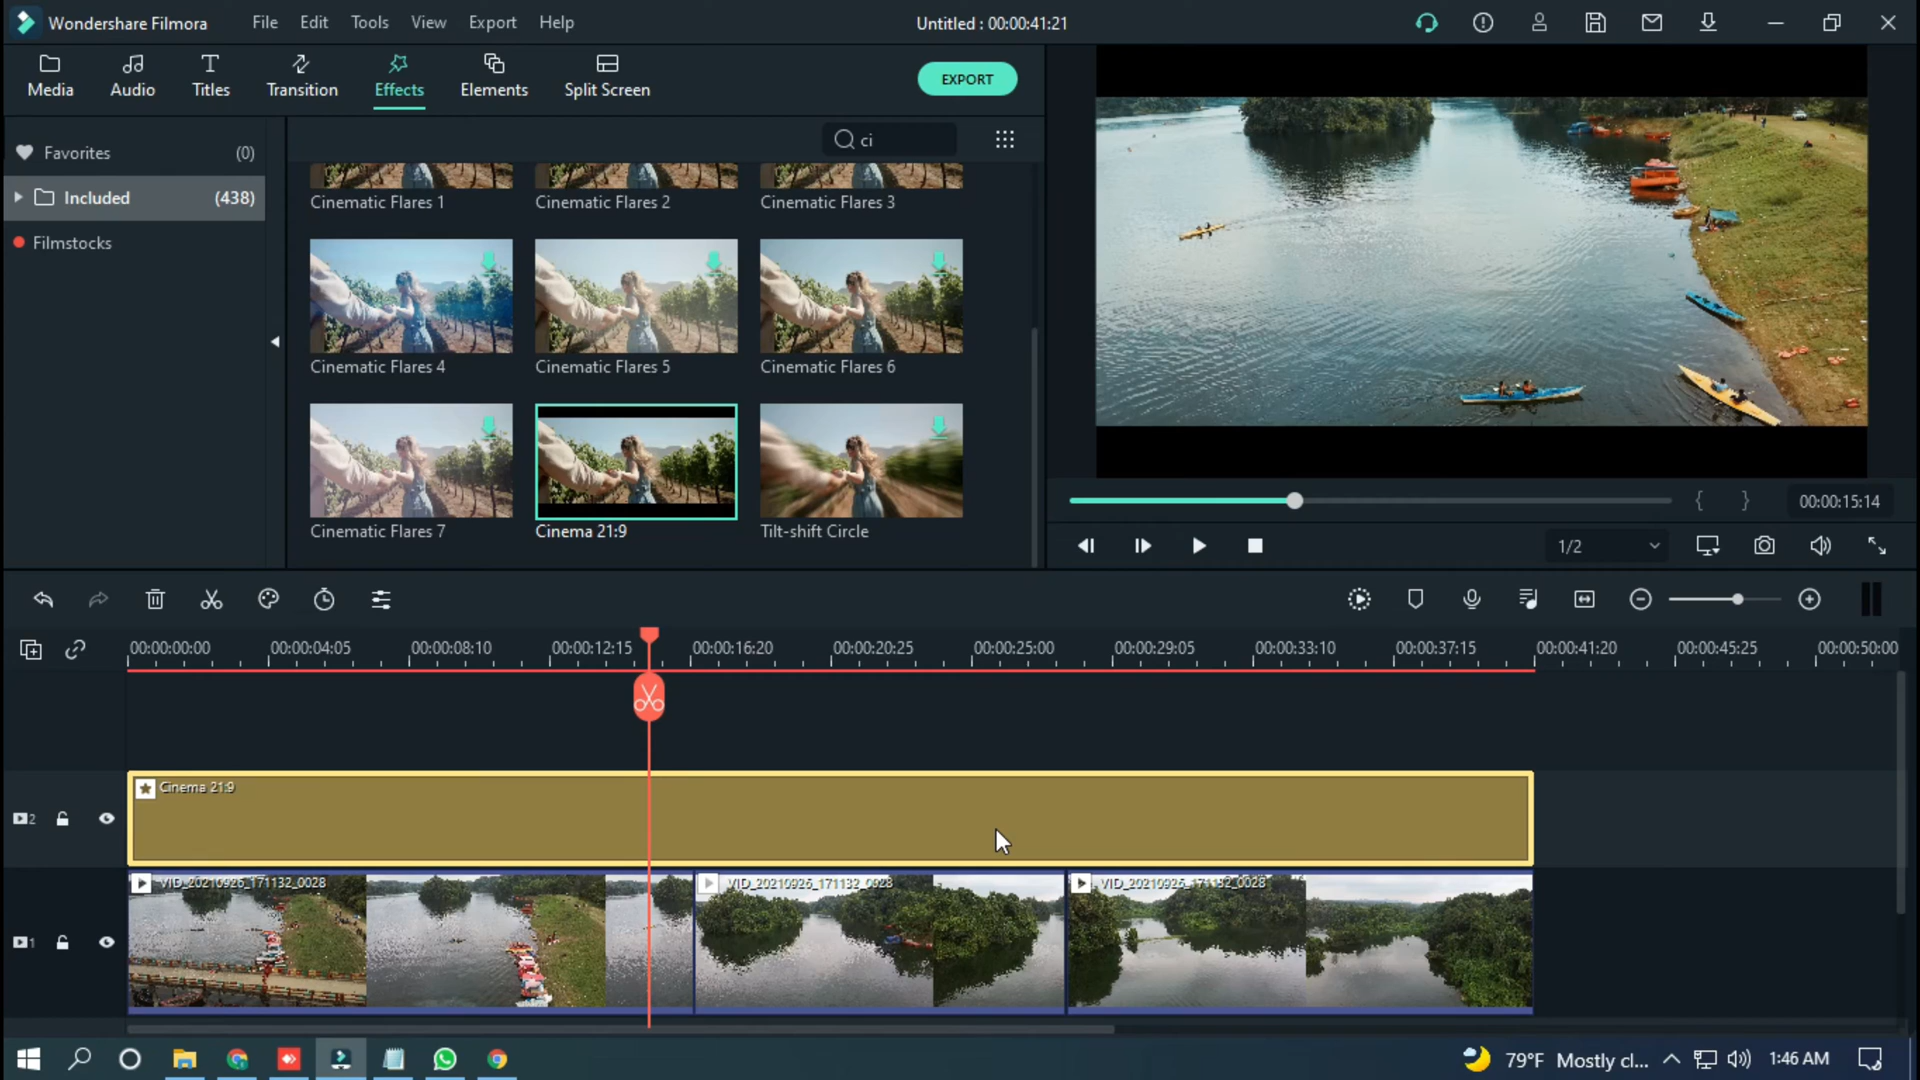 Wondershare Filmora File Edit Tools View Export Help Untitled : 00:00:41:21
Media Audio Titles Transition Effects Elements Split Screen EXPORT
Favorites (0)
ci
Included (438)
Filmstocks
Cinematic Flares 1 Cinematic Flares 2 Cinematic Flares 3
Cinematic Flares 4 Cinematic Flares 5 Cinematic Flares 6
Cinematic Flares 7 Cinema 21:9 Tilt-shift Circle
{ } 00:00:15:14
1/2
00:00:00:00 00:00:04:05 00:00:08:10 00:00:12:15 00:00:16:20 00:00:20:25 00:00:25:00 00:00:29:05 00:00:33:10 00:00:37:15 00:00:41:20 00:00:45:25 00:00:50:00
Cinema 21:9
2
VID_20210926_171132_0028 VID_20210926_171132_0028 VID_20210926_171132_0028
1
79°F Mostly cl... 1:46 AM